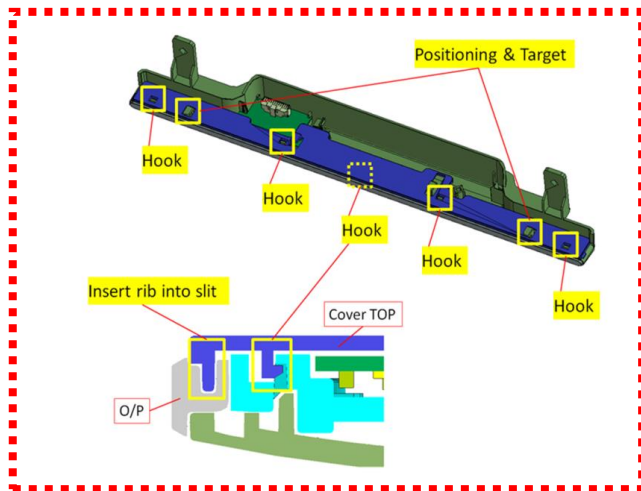 Positioning & Target
Hook
Hook
Hook
Hook
Hook
Insert rib into slit
Cover TOP
O/P